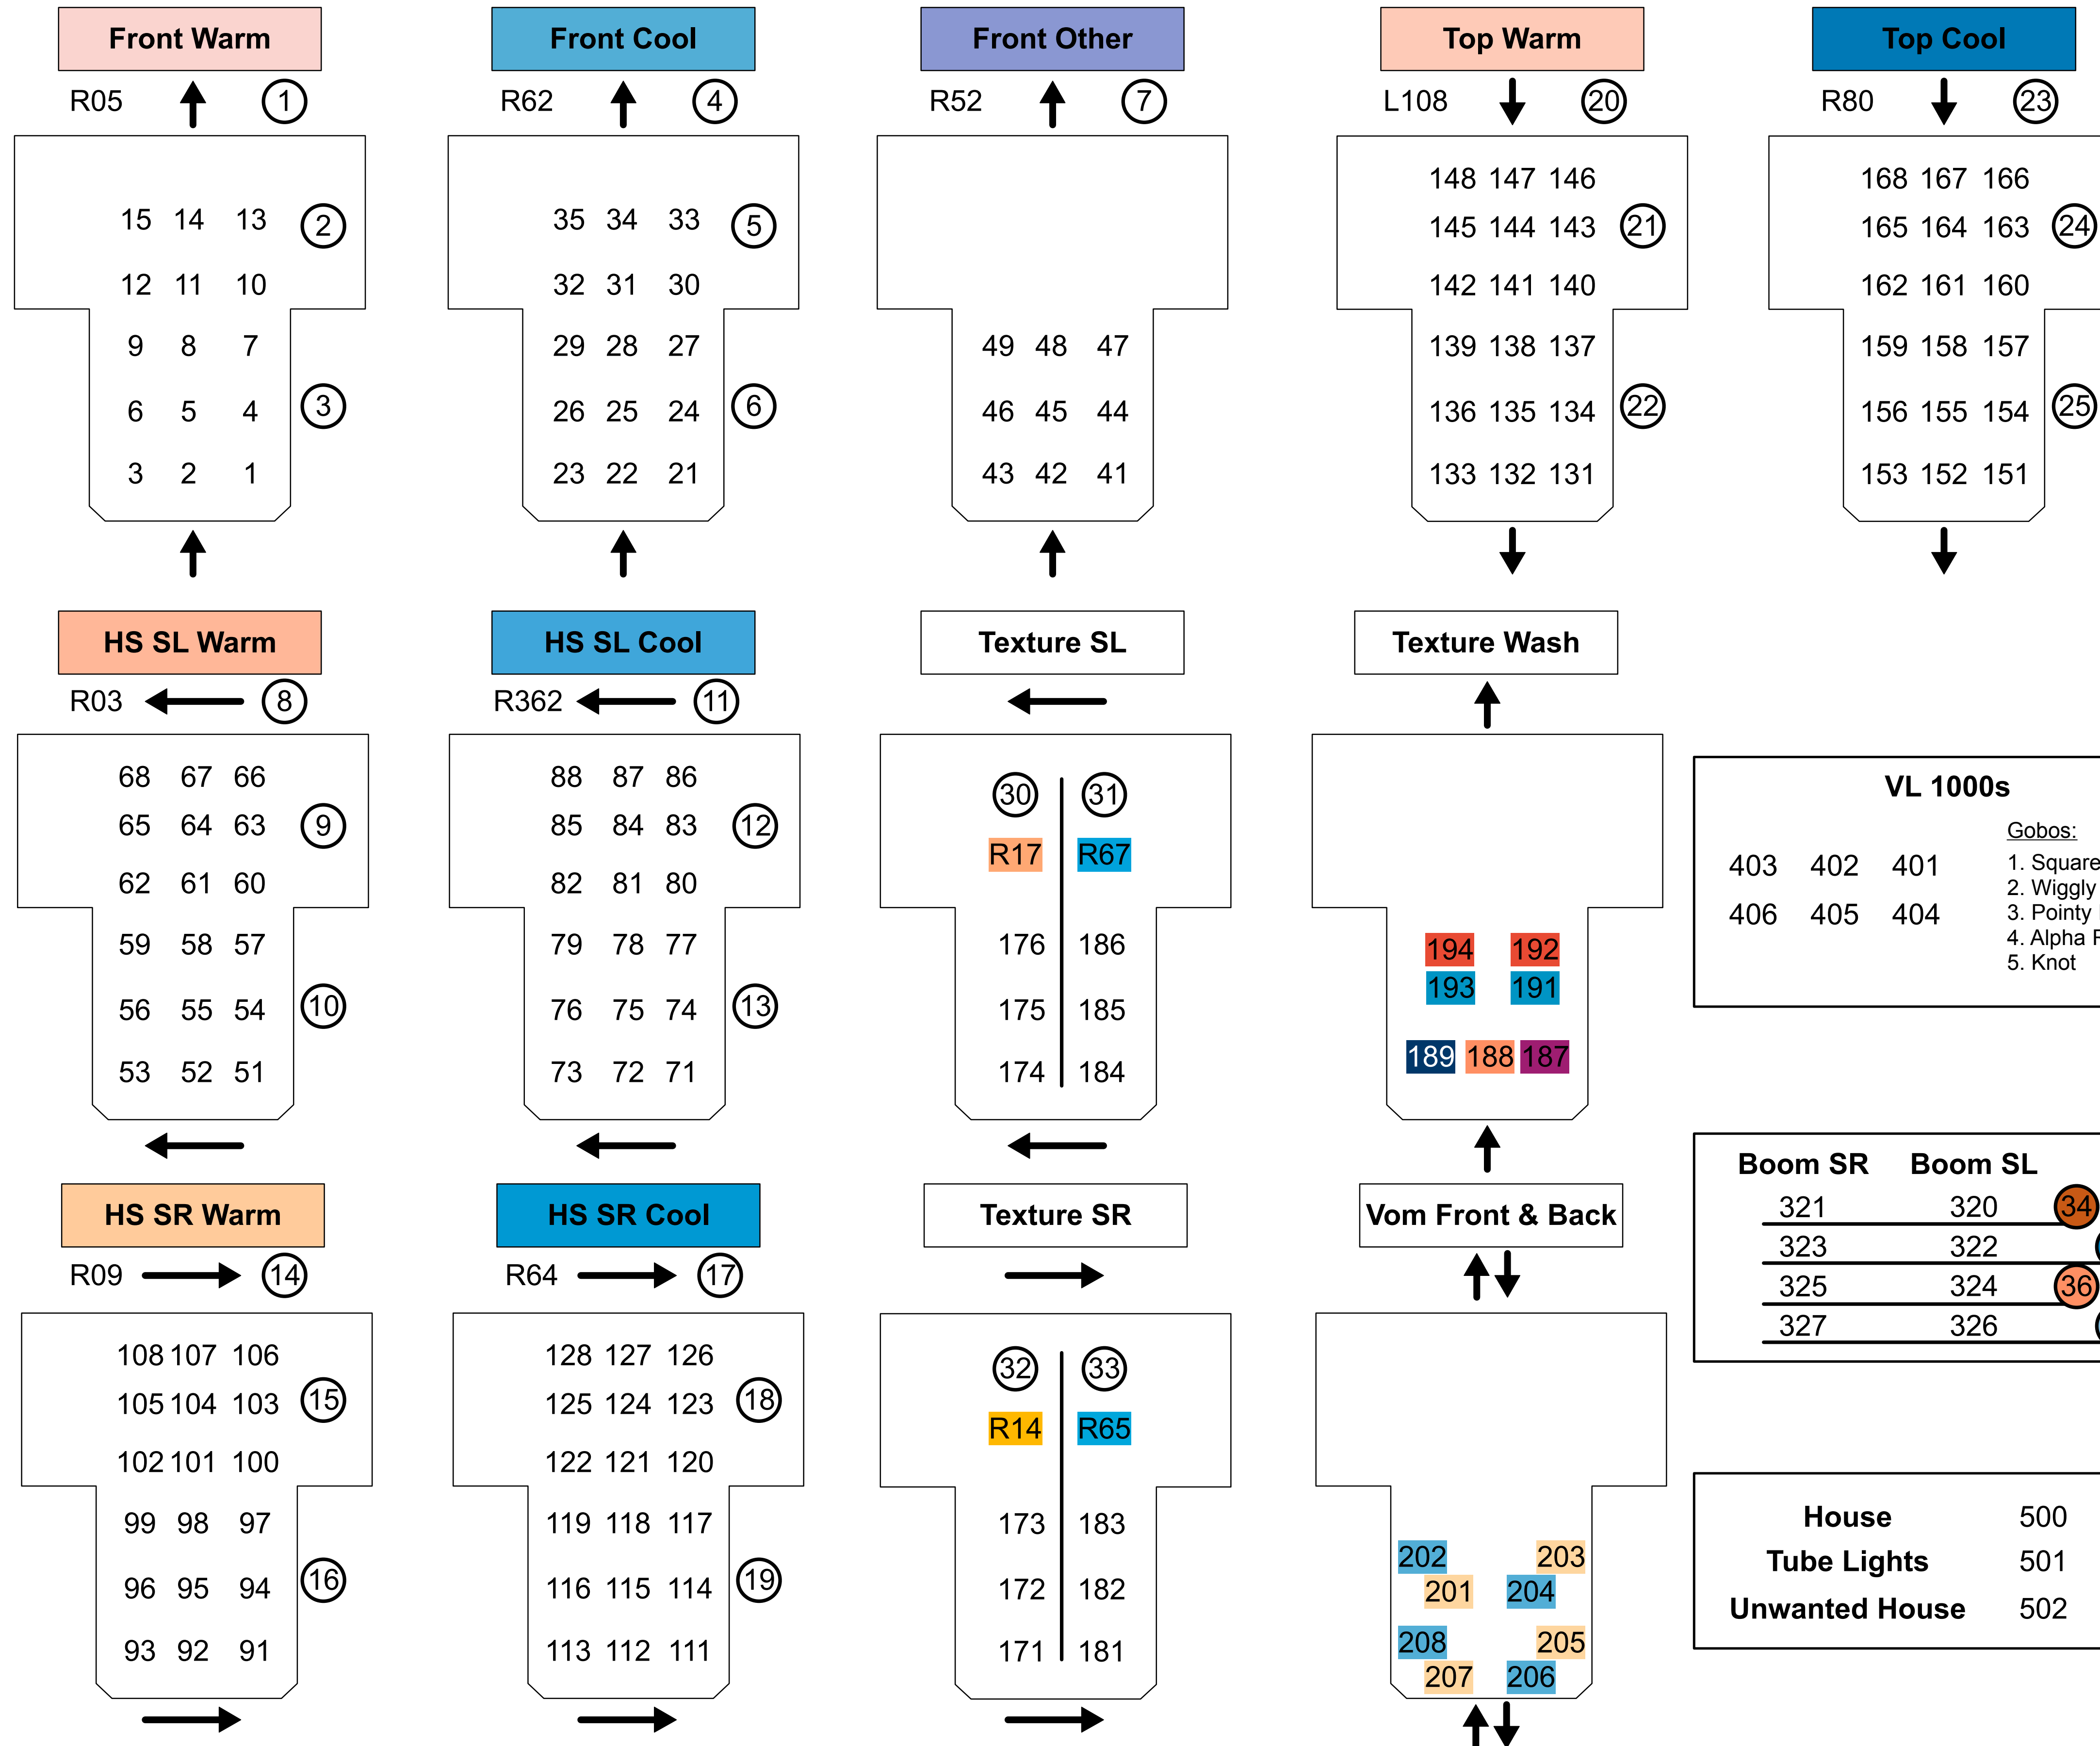 Front Warm
R05 1
15 14 13 2
12 11 10
9 8 7
6 5 4 3
3 2 1
Front Cool
R62 4
35 34 33 5
32 31 30
29 28 27
26 25 24 6
23 22 21
Front Other
R52 7
49 48 47
46 45 44
43 42 41
Top Warm
L108 20
148 147 146
145 144 143 21
142 141 140
139 138 137
136 135 134 22
133 132 131
Top Cool
R80 23
168 167 166
165 164 163 24
162 161 160
159 158 157
156 155 154 25
153 152 151
HS SL Warm
R03 8
68 67 66
65 64 63 9
62 61 60
59 58 57
56 55 54 10
53 52 51
HS SL Cool
R362 11
88 87 86
85 84 83 12
82 81 80
79 78 77
76 75 74 13
73 72 71
Texture SL
30 31
R17 R67
176 186
175 185
174 184
Texture Wash
194 192
193 191
189 188 187
VL 1000s
403 402 401
406 405 404
Gobos:
1. Square
2. Wiggly
3. Pointy
4. Alpha
5. Knot
Boom SR Boom SL
321 320 34
323 322
325 324 36
327 326
HS SR Warm
R09 14
108 107 106
105 104 103 15
102 101 100
99 98 97
96 95 94 16
93 92 91
HS SR Cool
R64 17
128 127 126
125 124 123 18
122 121 120
119 118 117
116 115 114 19
113 112 111
Texture SR
32 33
R14 R65
173 183
172 182
171 181
Vom Front & Back
202 203
201 204
208 205
207 206
House 500
Tube Lights 501
Unwanted House 502